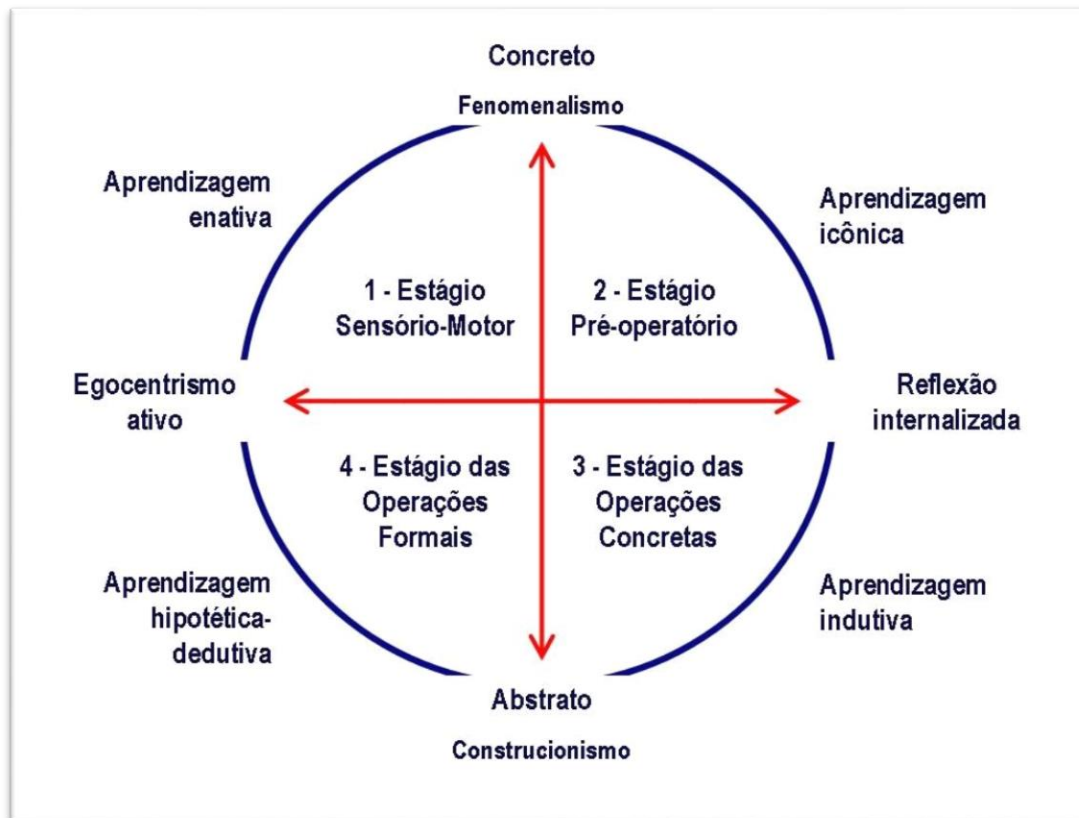 Concreto
Fenomenalismo
Aprendizagem
enativa
Aprendizagem
icônica
1 - Estágio
Sensório-Motor
2 - Estágio
Pré-operatório
Egocentrismo
ativo
Reflexão
internalizada
4 - Estágio das
Operações
Formais
3 - Estágio das
Operações
Concretas
Aprendizagem
hipotética-
dedutiva
Aprendizagem
indutiva
Abstrato
Construcionismo